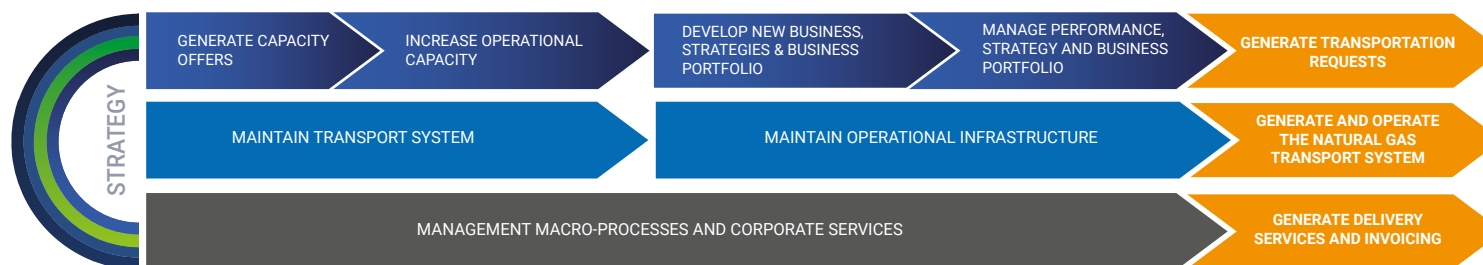 STRATEGY
GENERATE CAPACITY
OFFERS
INCREASE OPERATIONAL
CAPACITY
DEVELOP NEW BUSINESS,
STRATEGIES & BUSINESS
PORTFOLIO
MANAGE PERFORMANCE,
STRATEGY AND BUSINESS
PORTFOLIO
GENERATE TRANSPORTATION
REQUESTS
MAINTAIN TRANSPORT SYSTEM
MAINTAIN OPERATIONAL INFRASTRUCTURE
GENERATE AND OPERATE
THE NATURAL GAS
TRANSPORT SYSTEM
MANAGEMENT MACRO-PROCESSES AND CORPORATE SERVICES
GENERATE DELIVERY
SERVICES AND INVOICING